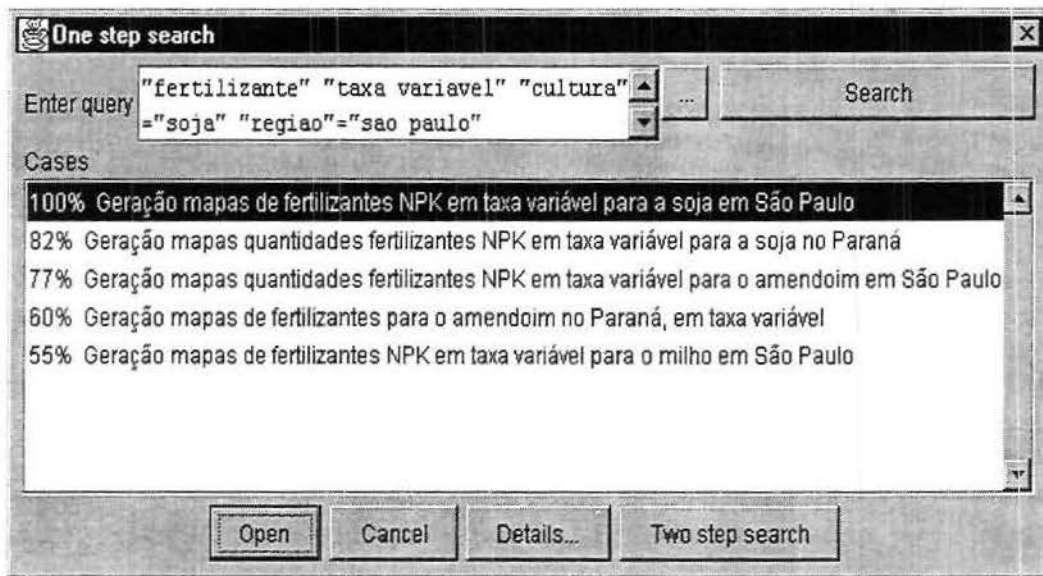 One step search
Enter query
"fertilizante" "taxa variavel" "cultura"
="soja" "regiao"="sao paulo"
...
Search
Cases
100% Geração mapas de fertilizantes NPK em taxa variável para a soja em São Paulo
82% Geração mapas quantidades fertilizantes NPK em taxa variável para a soja no Paraná
77% Geração mapas quantidades fertilizantes NPK em taxa variável para o amendoim em São Paulo
60% Geração mapas de fertilizantes para o amendoim no Paraná, em taxa variável
55% Geração mapas de fertilizantes NPK em taxa variável para o milho em São Paulo
Open Cancel Details... Two step search